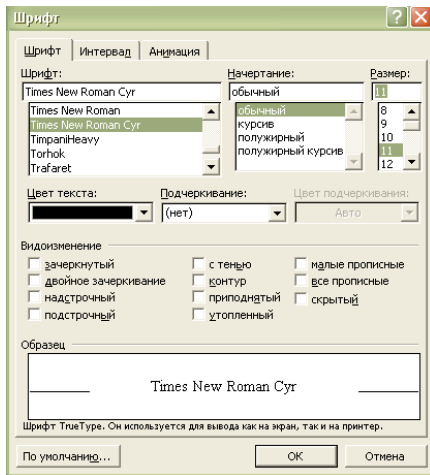 Шрифт
Шрифт Интервал Анимация
Шрифт: Начертание: Размер:
Times New Roman Cyr обычный 11
Times New Roman обычный 8
Times New Roman Cyr курсив 9
TimpaniHeavy полужирный 10
Torhok полужирный курсив 11
Trafaret 12
Цвет текста: Подчеркивание: Цвет подчеркивания:
(нет) Авто
Видоизменение
зачеркнутый с тенью малые прописные
двойное зачеркивание контур все прописные
надстрочный приподнятый скрытый
подстрочный утопленный
Образец
Times New Roman Cyr
Шрифт TrueType. Он используется для вывода как на экран, так и на принтер.
По умолчанию... ОК Отмена